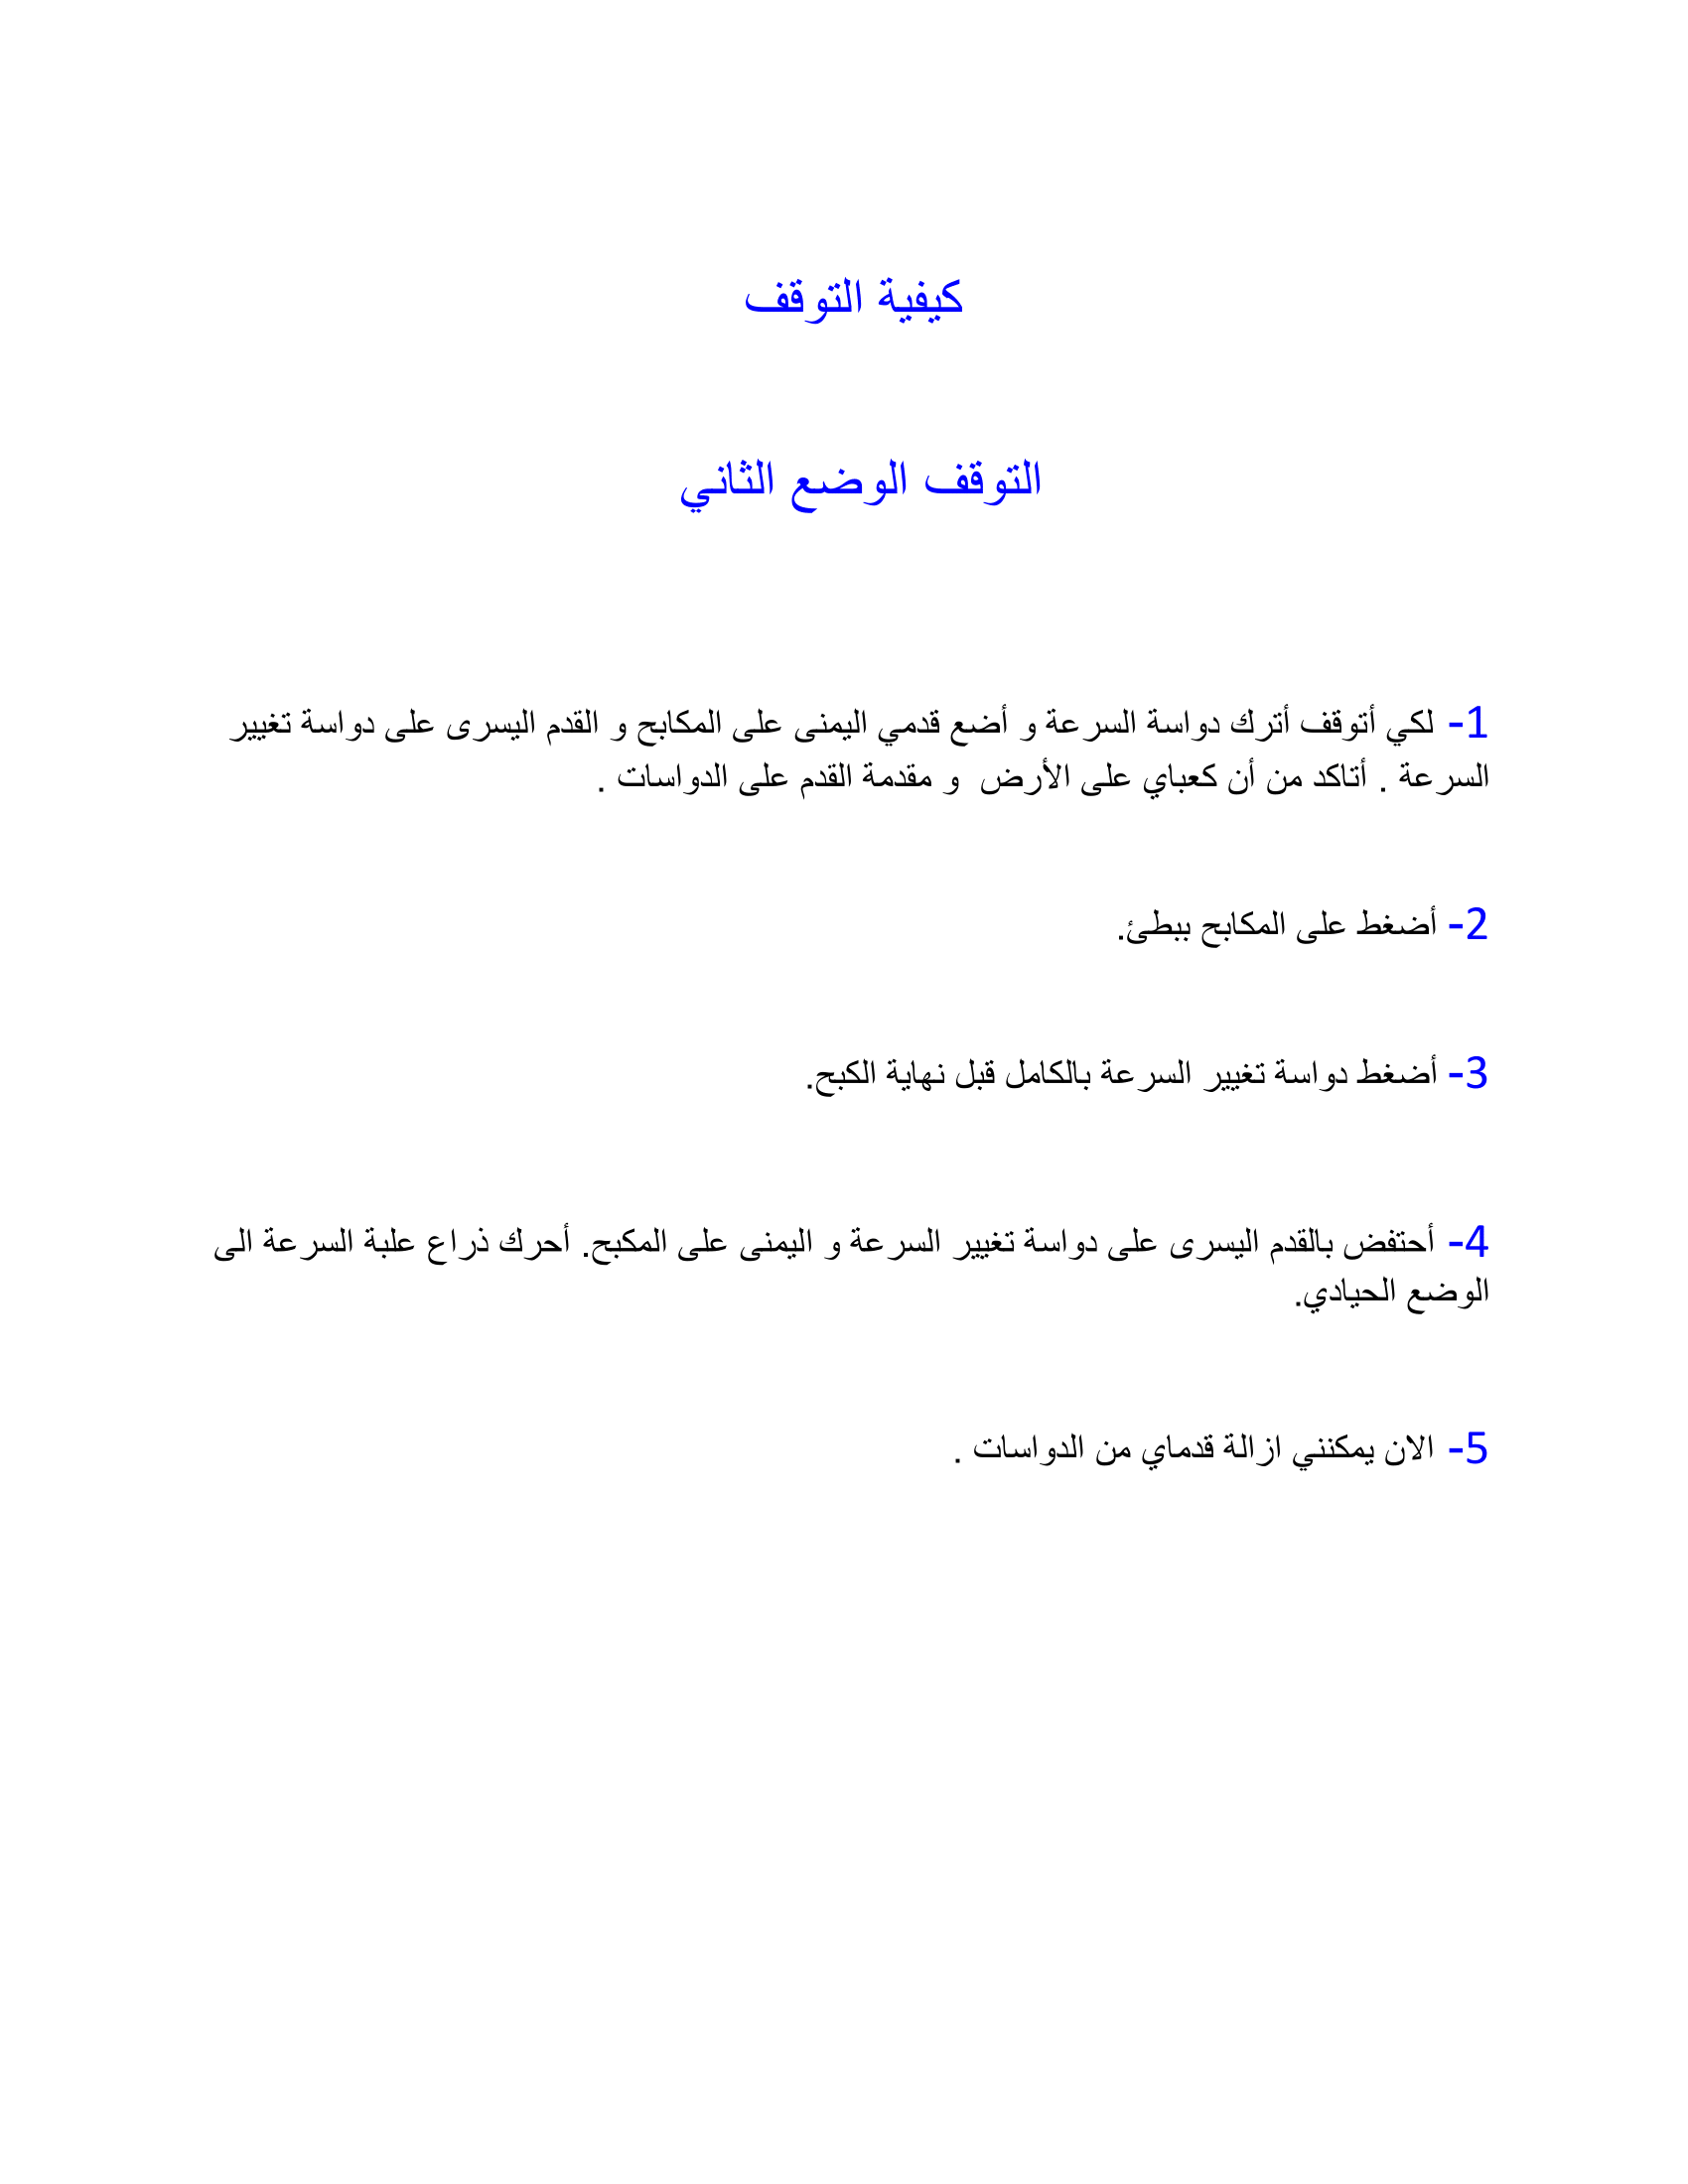 كيفية التوقف
التوقف الوضع الثاني
1- لكي أتوقف أترك دواسة السرعة و أضع قدمي اليمنى على المكابح و القدم اليسرى على دواسة تغيير
السرعة . أتاكد من أن كعباي على الأرض و مقدمة القدم على الدواسات .
2- أضغط على المكابح ببطئ.
3- أضغط دواسة تغيير السرعة بالكامل قبل نهاية الكبح.
4- أحتفض بالقدم اليسرى على دواسة تغيير السرعة و اليمنى على المكبح. أحرك ذراع علبة السرعة الى
الوضع الحيادي.
5- الان يمكنني ازالة قدماي من الدواسات .